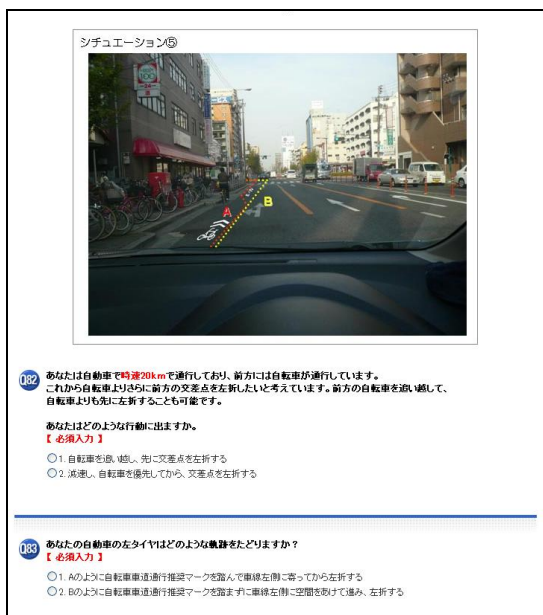 シチュエーション⑤
A
B
Q82 あなたは自動車で時速20kmで通行しており、前方には自転車が通行しています。
これから自転車よりさらに前方の交差点を左折したいと考えています。前方の自転車を追い越して、
自転車よりも先に左折することも可能です。
あなたはどのような行動に出ますか。
【 必須入力 】
1. 自転車を追い越し、先に交差点を左折する
2. 減速し、自転車を優先してから、交差点を左折する
Q83 あなたの自動車の左タイヤはどのような軌跡をたどりますか？
【 必須入力 】
1. Aのように自転車車道通行推奨マークを踏んで車線左側に寄ってから左折する
2. Bのように自転車車道通行推奨マークを踏まずに車線左側に空間をあけて進み、左折する